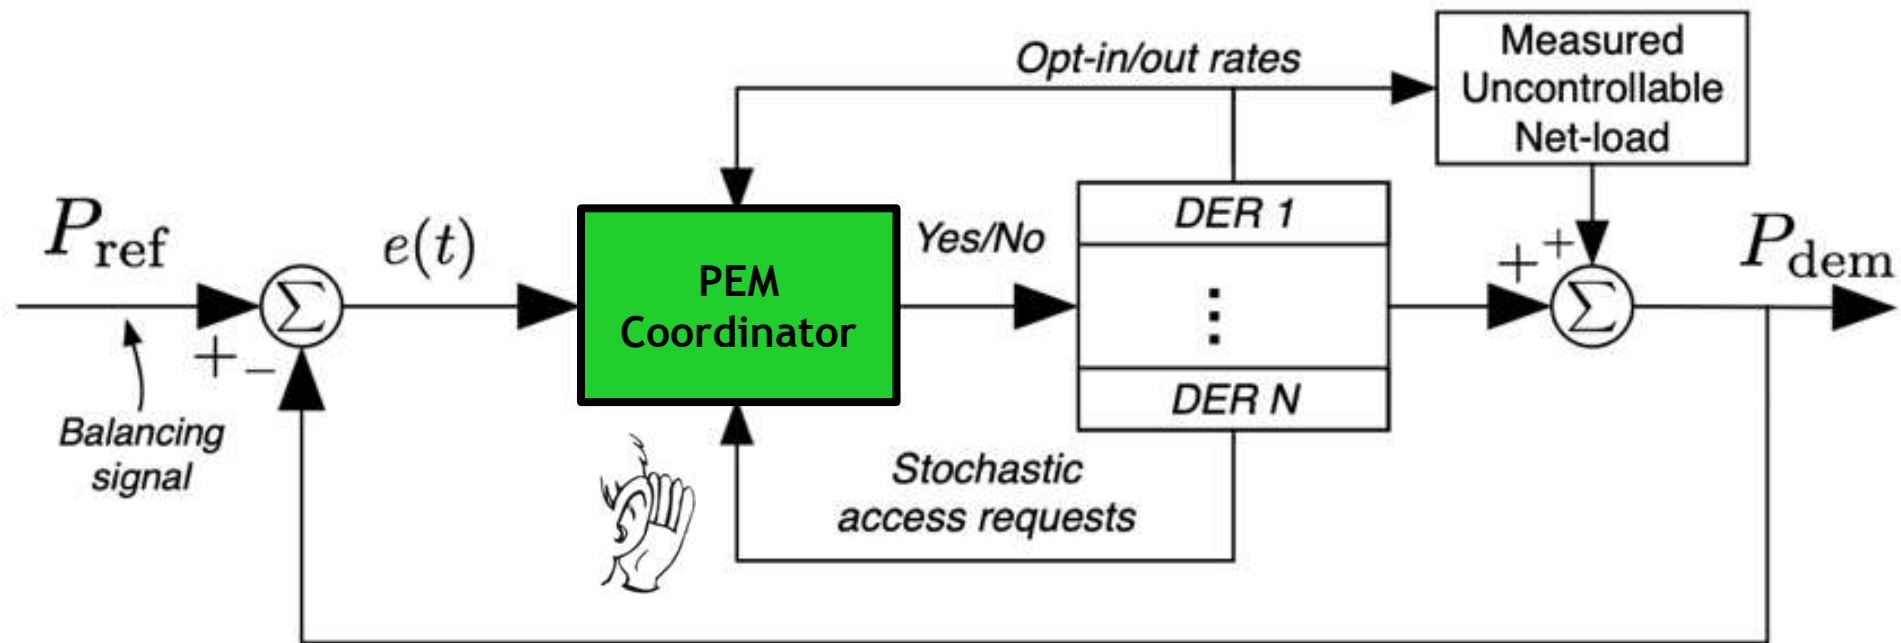 Opt-in/out rates
Measured
Uncontrollable
Net-load
P_ref
e(t)
PEM
Coordinator
Yes/No
DER 1
⋮
DER N
+
+
P_dem
Σ
Σ
+
-
Balancing
signal
Stochastic
access requests